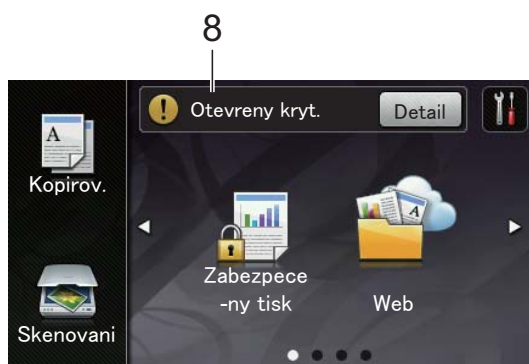 8
Otevreny kryt.
Detail
Kopirov.
Zabezpece
-ny tisk
Web
Skenovani